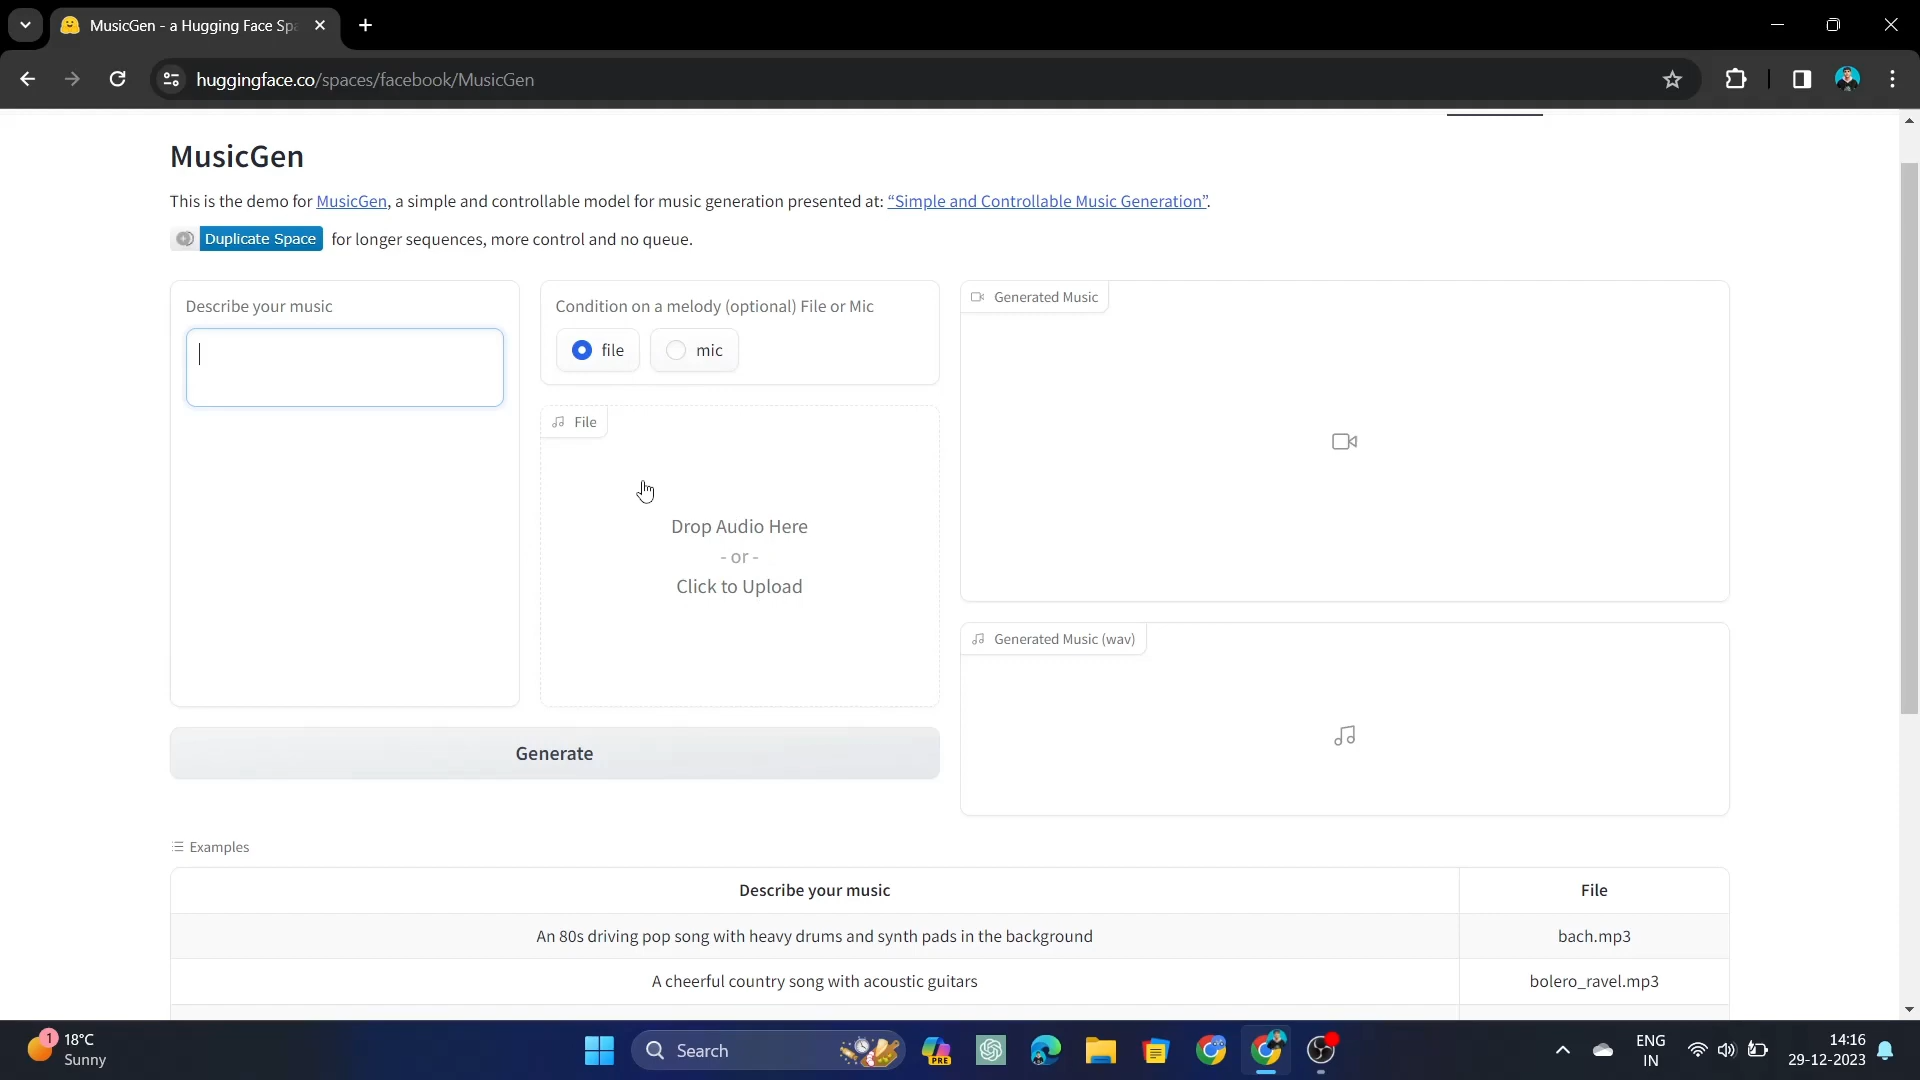 MusicGen - a Hugging Face Spa
huggingface.co/spaces/facebook/MusicGen
MusicGen
This is the demo for MusicGen, a simple and controllable model for music generation presented at: “Simple and Controllable Music Generation”.
Duplicate Space for longer sequences, more control and no queue.
Describe your music
Condition on a melody (optional) File or Mic
file
mic
File
Drop Audio Here
- or -
Click to Upload
Generated Music
Generated Music (wav)
Generate
Examples
Describe your music
File
An 80s driving pop song with heavy drums and synth pads in the background
bach.mp3
A cheerful country song with acoustic guitars
bolero_ravel.mp3
1
18°C
Sunny
Search
PRE
ENG
IN
14:16
29-12-2023